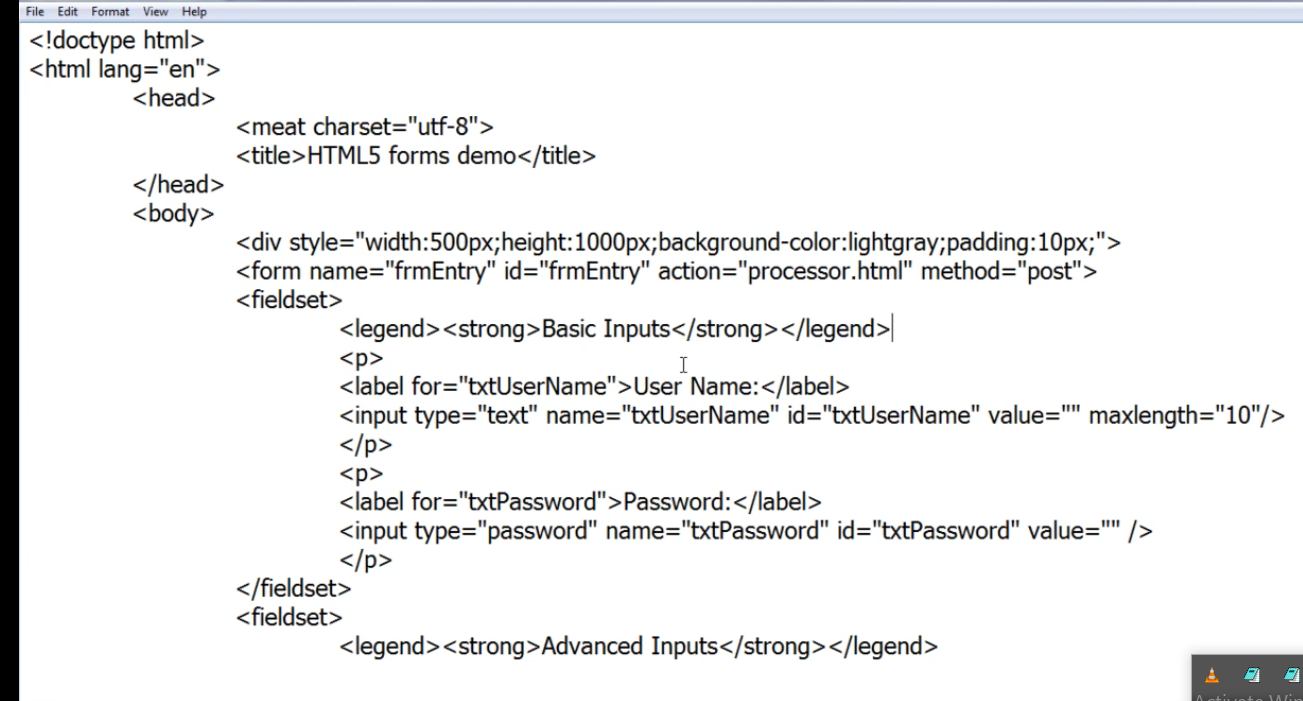 File Edit Format View Help
<!doctype html>
<html lang="en">
<head>
<meat charset="utf-8">
<title>HTML5 forms demo</title>
</head>
<body>
<div style="width:500px;height:1000px;background-color:lightgray;padding:10px;">
<form name="frmEntry" id="frmEntry" action="processor.html" method="post">
<fieldset>
<legend><strong>Basic Inputs</strong></legend>
<p>
<label for="txtUserName">User Name:</label>
<input type="text" name="txtUserName" id="txtUserName" value="" maxlength="10"/>
</p>
<p>
<label for="txtPassword">Password:</label>
<input type="password" name="txtPassword" id="txtPassword" value="" />
</p>
</fieldset>
<fieldset>
<legend><strong>Advanced Inputs</strong></legend>